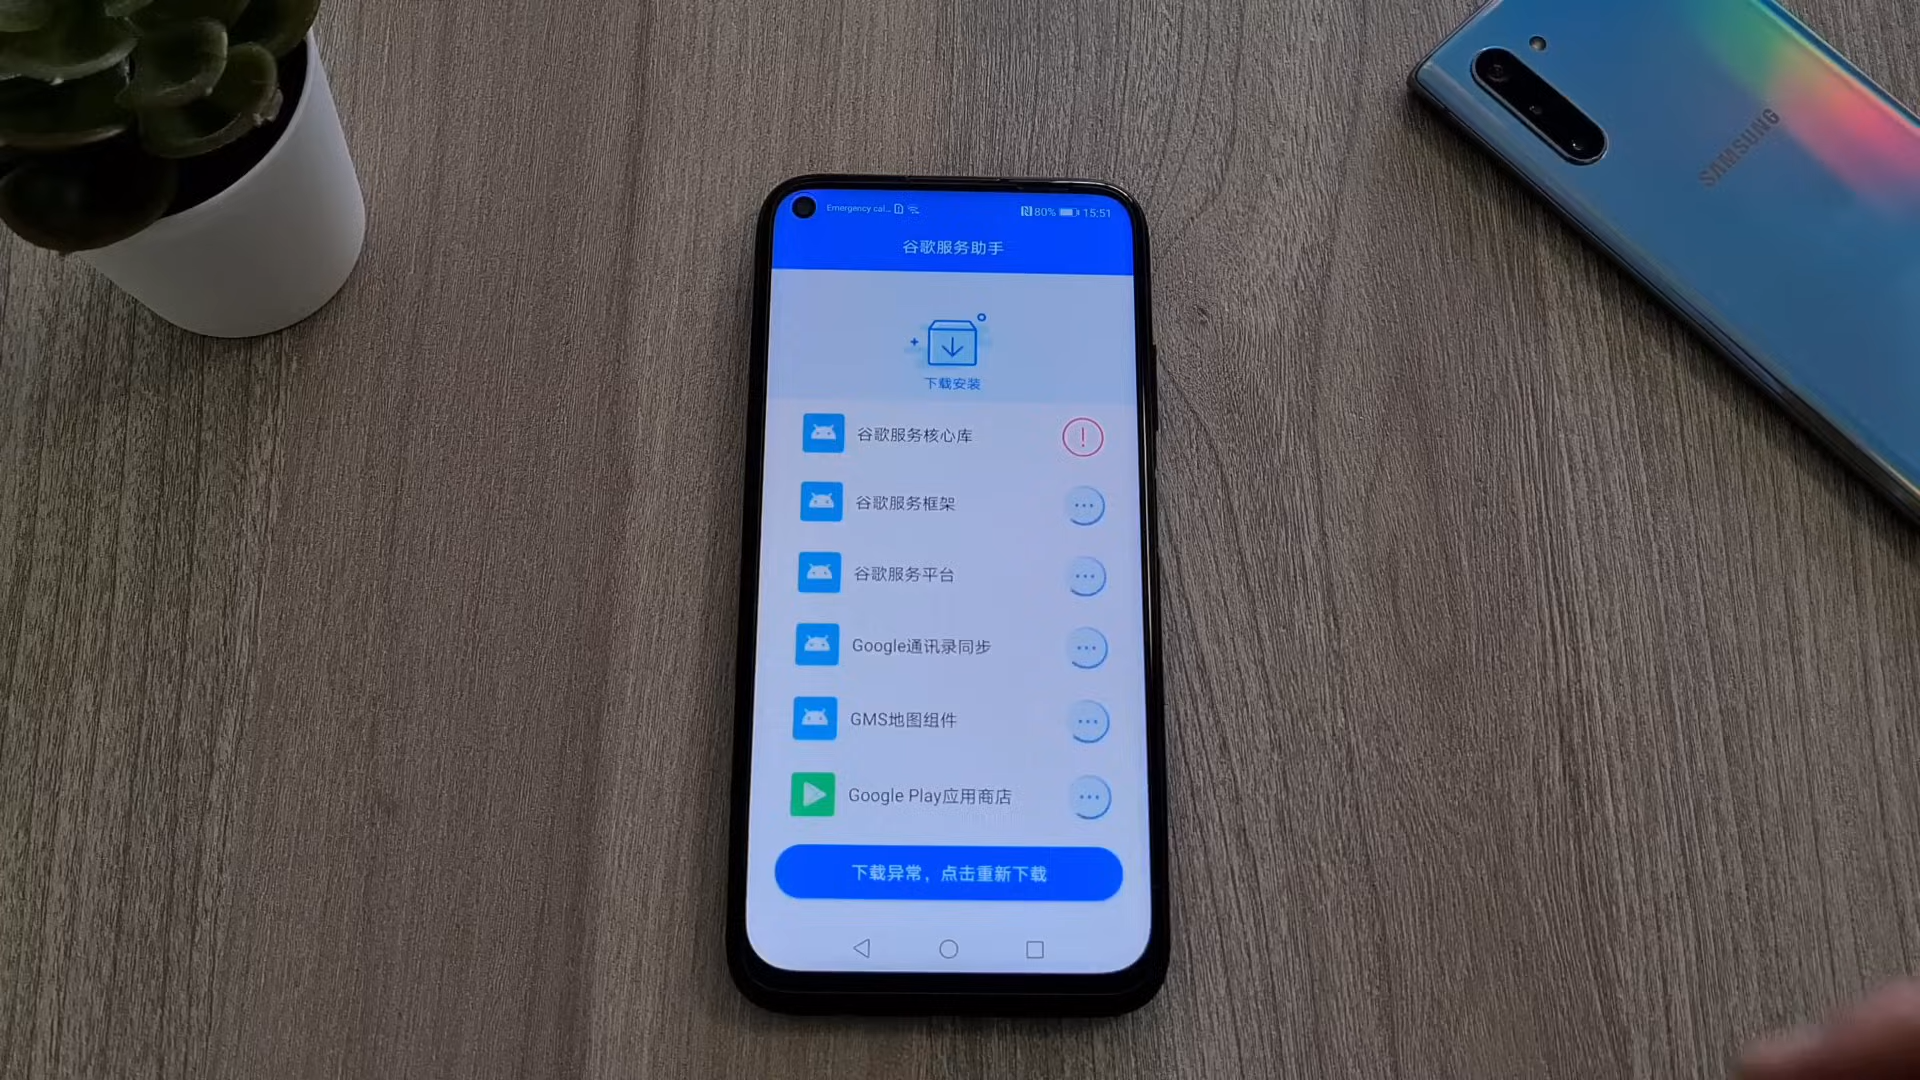 Emergency cal...
80% 15:51
谷歌服务助手
下载安装
谷歌服务核心库
谷歌服务框架
谷歌服务平台
Google通讯录同步
GMS地图组件
Google Play应用商店
下载异常，点击重新下载
SAMSUNG